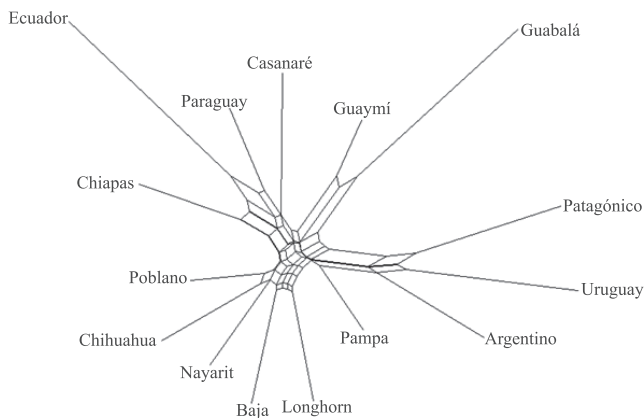 Ecuador
Guabalá
Casanaré
Paraguay
Guaymí
Chiapas
Patagónico
Poblano
Uruguay
Pampa
Argentino
Chihuahua
Nayarit
Baja
Longhorn